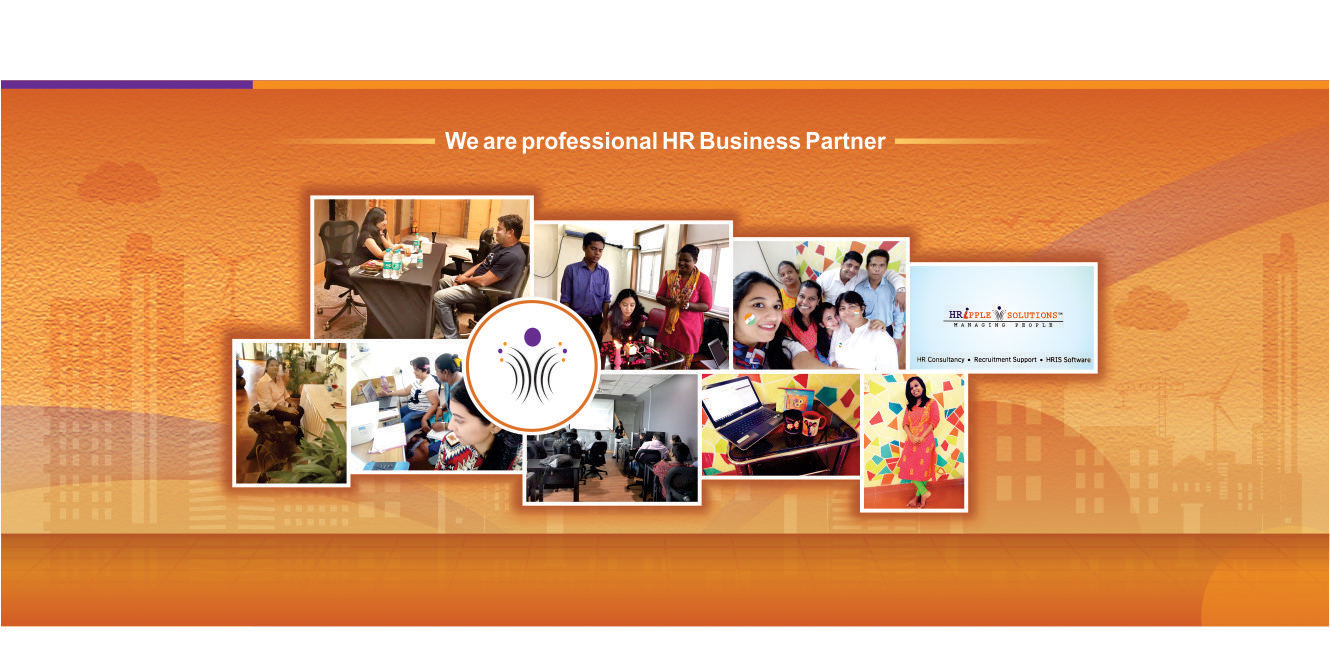 We are professional HR Business Partner
HRipple SOLUTIONS™
MANAGING PEOPLE
HR Consultancy • Recruitment Support • HRIS Software